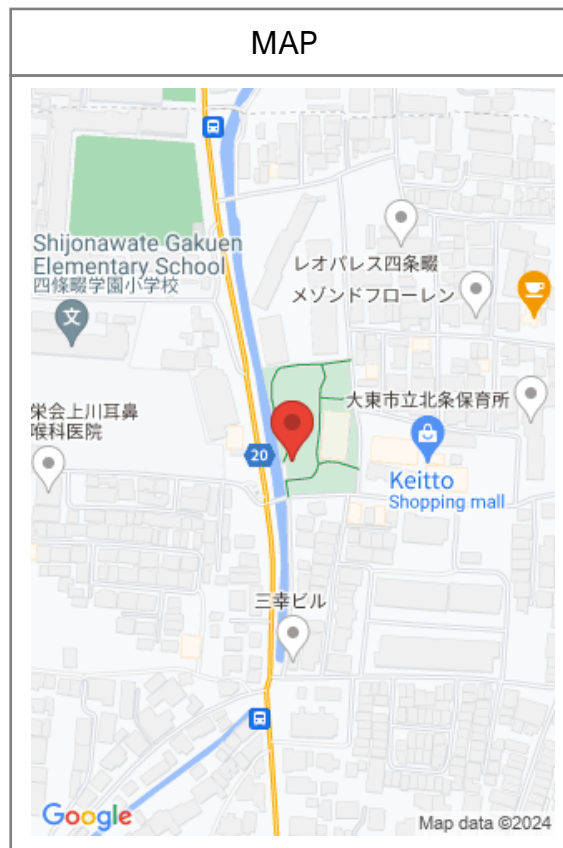 MAP
Shijonawate Gakuen
Elementary School
四條畷学園小学校
文
レオパレス四条畷
メゾンドフローレン
栄会上川耳鼻
喉科医院
大東市立北条保育所
20
Keitto
Shopping mall
三幸ビル
Google
Map data ©2024